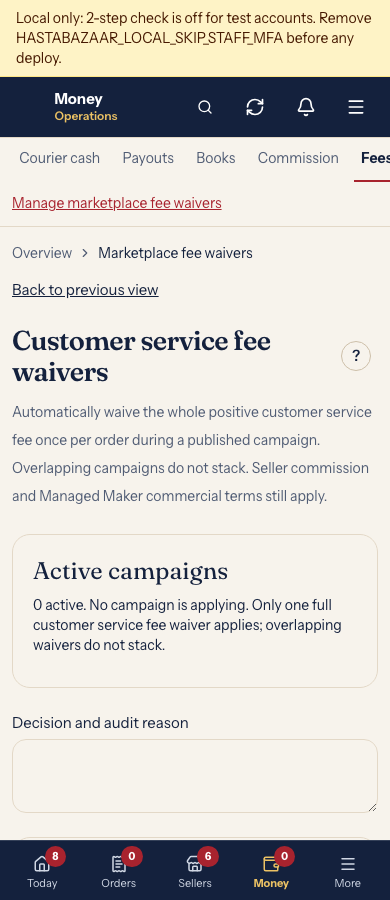 Local only: 2-step check is off for test accounts. Remove
HASTABAZAAR_LOCAL_SKIP_STAFF_MFA before any
deploy.
Money
Operations
Courier cash
Payouts
Books
Commission
Fees
Manage marketplace fee waivers
Overview
Marketplace fee waivers
Back to previous view
Customer service fee
waivers
?
Automatically waive the whole positive customer service
fee once per order during a published campaign.
Overlapping campaigns do not stack. Seller commission
and Managed Maker commercial terms still apply.
Active campaigns
0 active. No campaign is applying. Only one full
customer service fee waiver applies; overlapping
waivers do not stack.
Decision and audit reason
8
0
6
0
Today
Orders
Sellers
Money
More